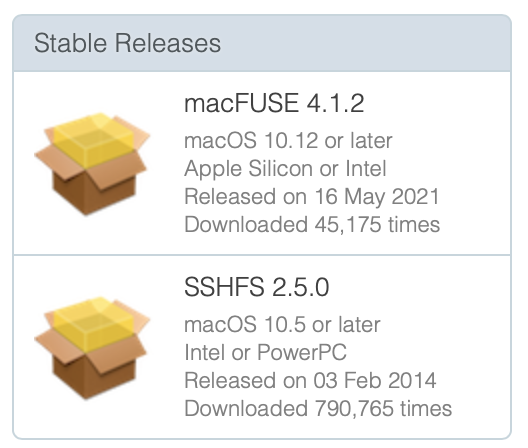 Stable Releases
macFUSE 4.1.2
macOS 10.12 or later
Apple Silicon or Intel
Released on 16 May 2021
Downloaded 45,175 times
SSHFS 2.5.0
macOS 10.5 or later
Intel or PowerPC
Released on 03 Feb 2014
Downloaded 790,765 times